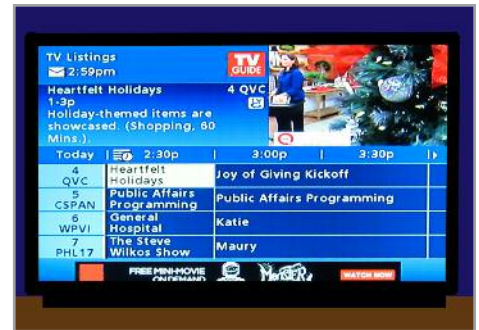 TV Listings
2:59pm
TV
GUIDE
Heartfelt Holidays 4 QVC
1-3p
Holiday-themed items are
showcased. (Shopping, 60
Mins.).
Today 2:30p 3:00p 3:30p
4 QVC Heartfelt Holidays Joy of Giving Kickoff
5 CSPAN Public Affairs Programming Public Affairs Programming
6 WPVI General Hospital Katie
7 PHL17 The Steve Wilkos Show Maury
FREE MINI-MOVIE
ON DEMAND
MONSTER
WATCH NOW